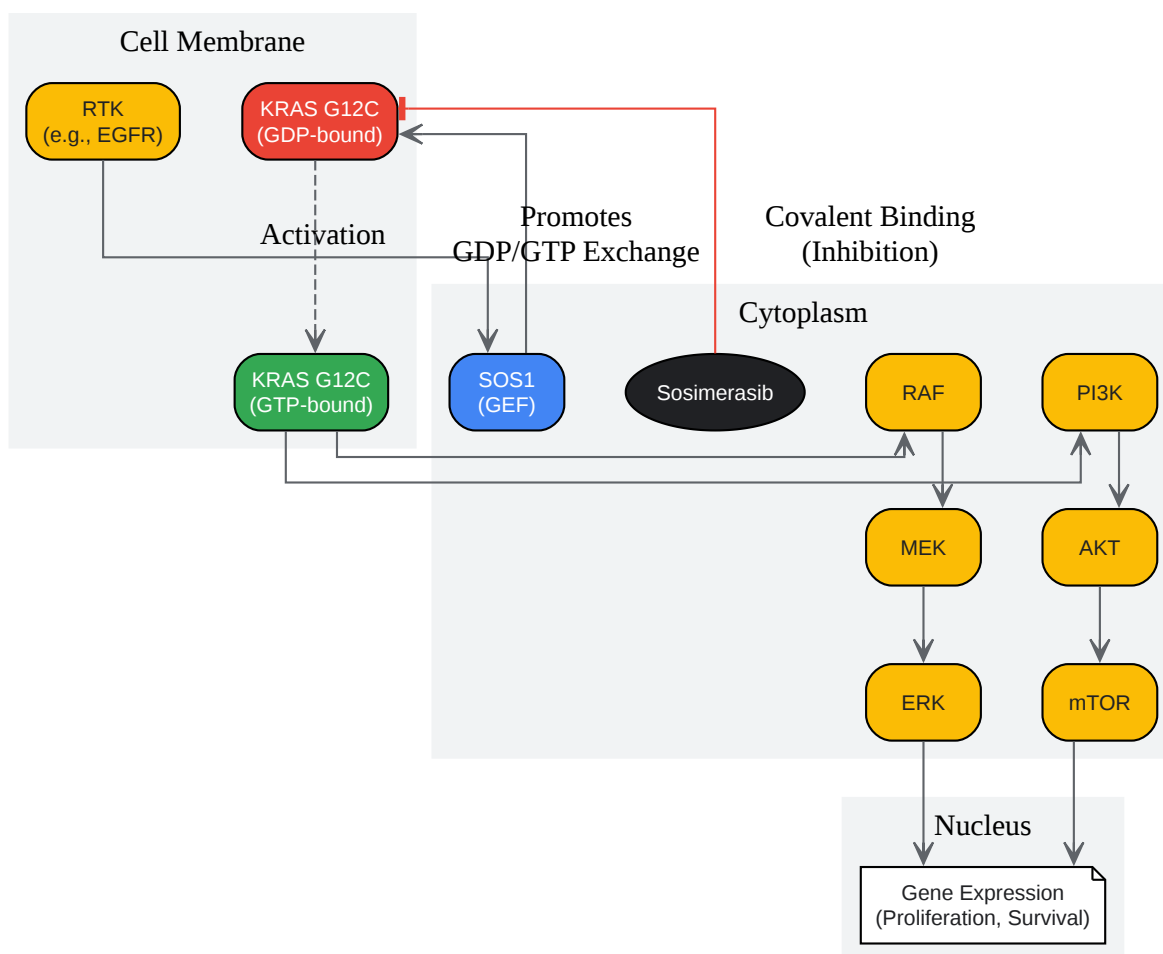 Cell Membrane
RTK
(e.g., EGFR)
KRAS G12C
(GDP-bound)
Activation
Promotes
GDP/GTP Exchange
Covalent Binding
(Inhibition)
Cytoplasm
KRAS G12C
(GTP-bound)
SOS1
(GEF)
Sosimerasib
RAF
PI3K
MEK
AKT
ERK
mTOR
Nucleus
Gene Expression
(Proliferation, Survival)